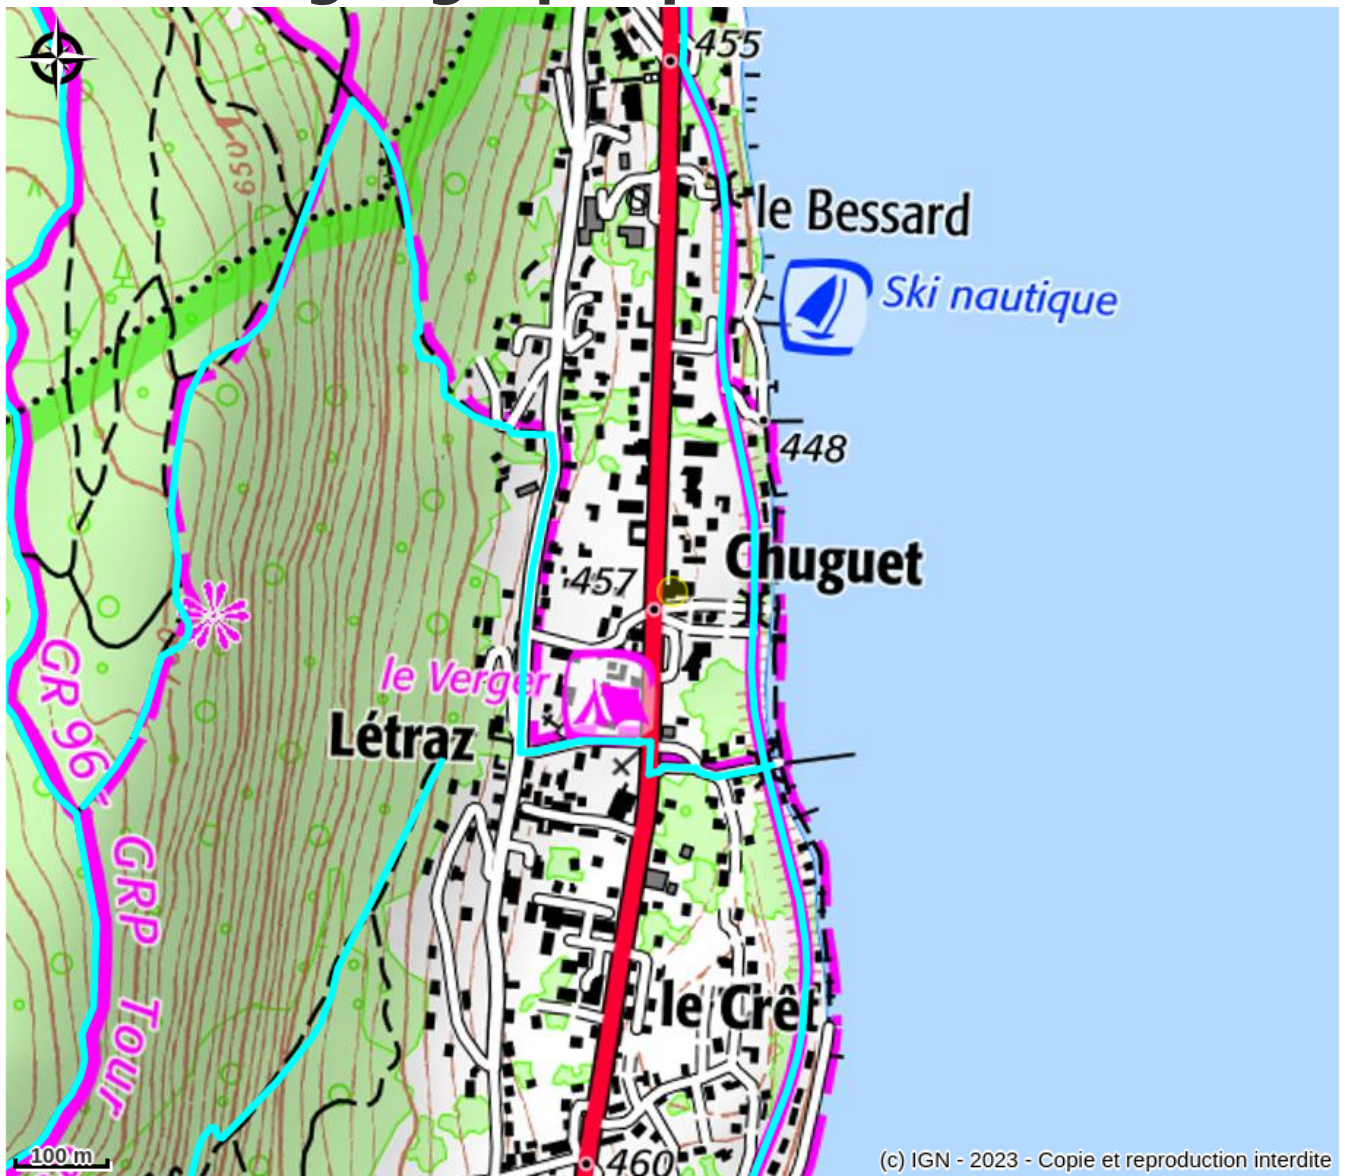 455
650
le Bessard
Ski nautique
448
Chuguet
457
le Verger
Létraz
GR 96
GRP Tour
le Crêt
460
100 m
(c) IGN - 2023 - Copie et reproduction interdite